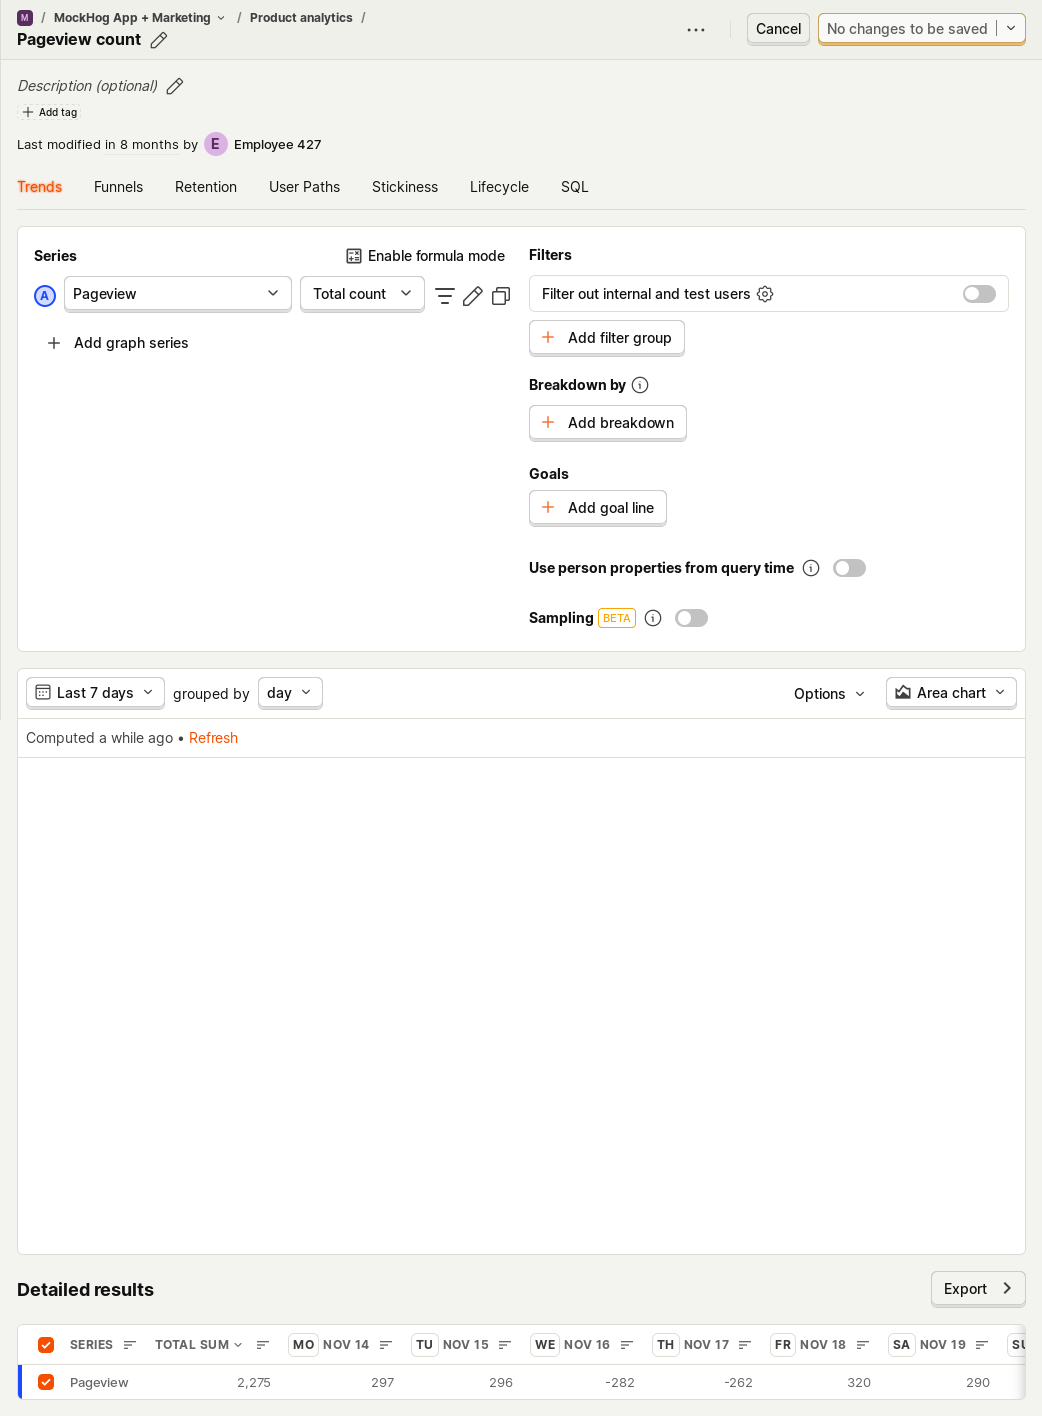 M / MockHog App + Marketing / Product analytics /
Pageview count
Cancel
No changes to be saved
Description (optional)
Add tag
Last modified in 8 months by E Employee 427
Trends Funnels Retention User Paths Stickiness Lifecycle SQL
Series
Enable formula mode
A Pageview Total count
Add graph series
Filters
Filter out internal and test users
Add filter group
Breakdown by
Add breakdown
Goals
Add goal line
Use person properties from query time
Sampling BETA
Last 7 days grouped by day Options Area chart
Computed a while ago • Refresh
Detailed results
Export
SERIES TOTAL SUM MO NOV 14 TU NOV 15 WE NOV 16 TH NOV 17 FR NOV 18 SA NOV 19
Pageview 2,275 297 296 -282 -262 320 290